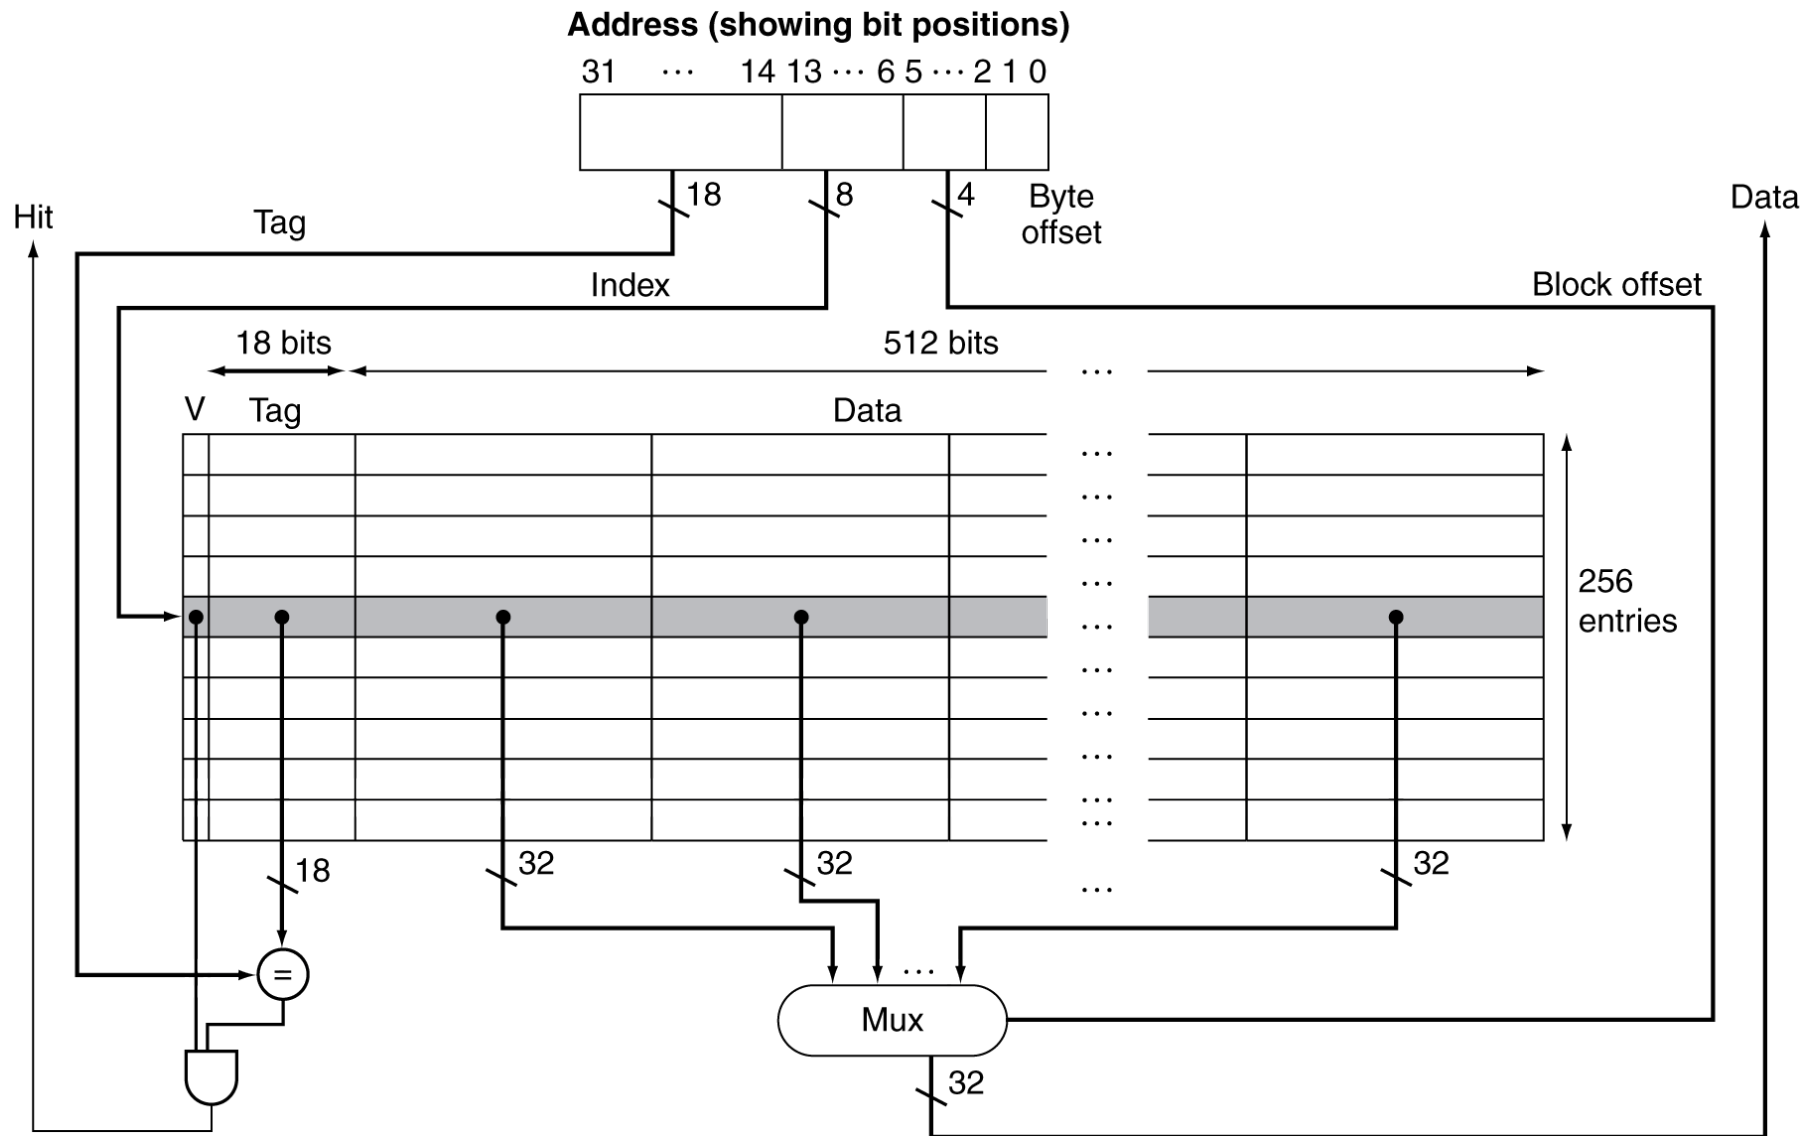 Address (showing bit positions)
31 ... 14 13 ... 6 5 ... 2 1 0
18
8
4
Byte
offset
Data
Hit
Tag
Index
Block offset
18 bits
512 bits
...
V
Tag
Data
...
...
...
...
...
...
...
...
...
...
256
entries
18
32
32
...
32
=
...
Mux
32